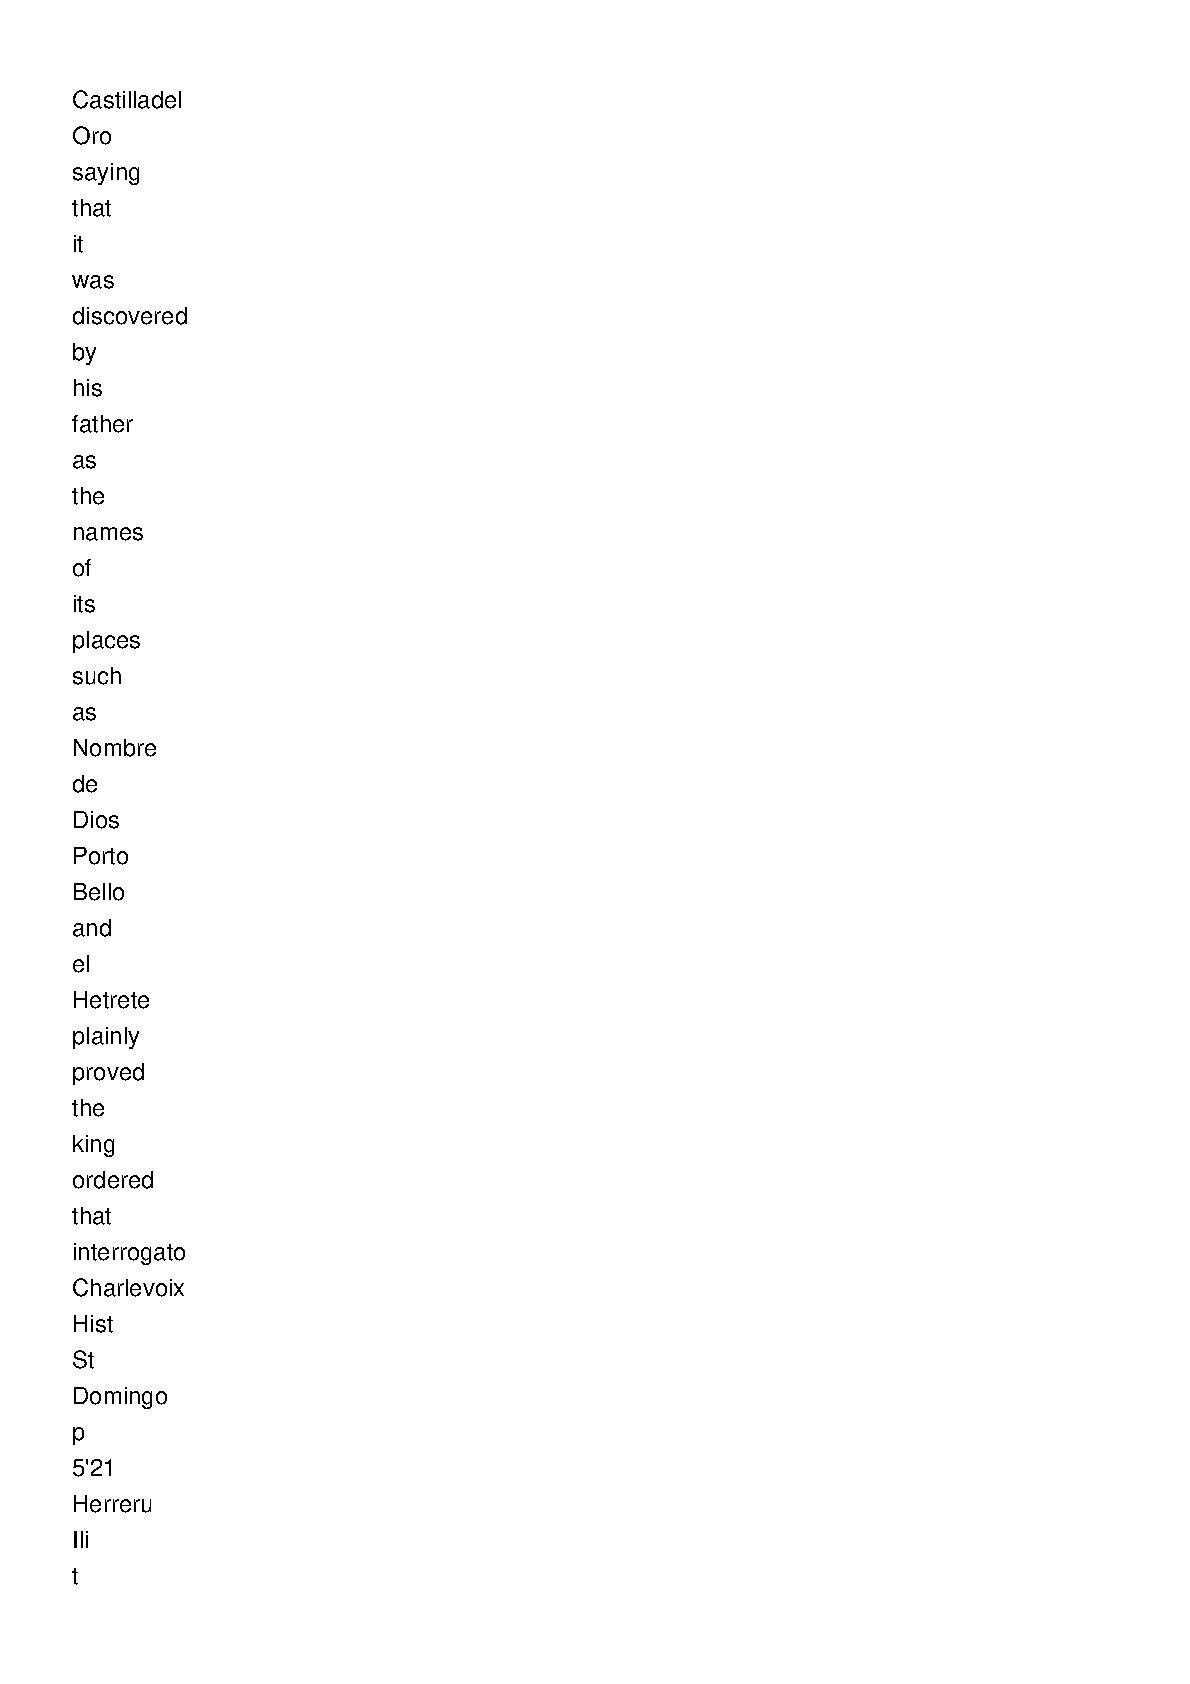 Castilladel
Oro
saying
that
it
was
discovered
by
his
father
as
the
names
of
its
places
such
as
Nombre
de
Dios
Porto
Bello
and
el
Hetrete
plainly
proved
the
king
ordered
that
interrogato
Charlevoix
Hist
St
Domingo
p
5'21
Herreru
Ili
t